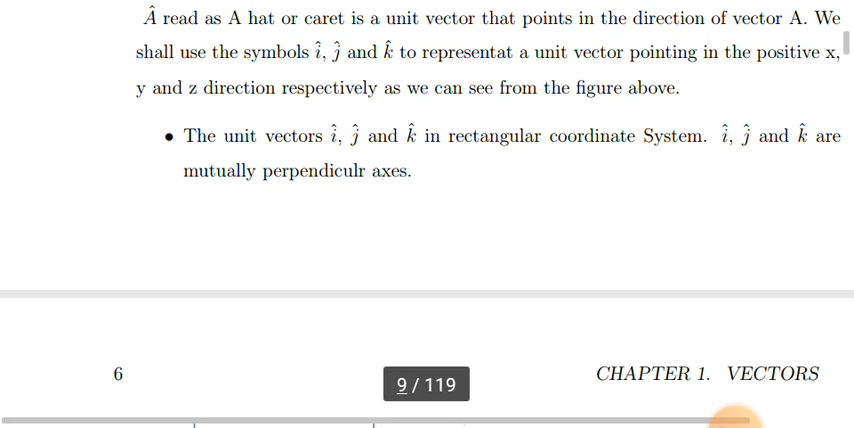 Â read as A hat or caret is a unit vector that points in the direction of vector A. We
shall use the symbols î, ĵ and k̂ to representat a unit vector pointing in the positive x,
y and z direction respectively as we can see from the figure above.
• The unit vectors î, ĵ and k̂ in rectangular coordinate System. î, ĵ and k̂ are
mutually perpendiculr axes.
6
9 / 119
CHAPTER 1. VECTORS